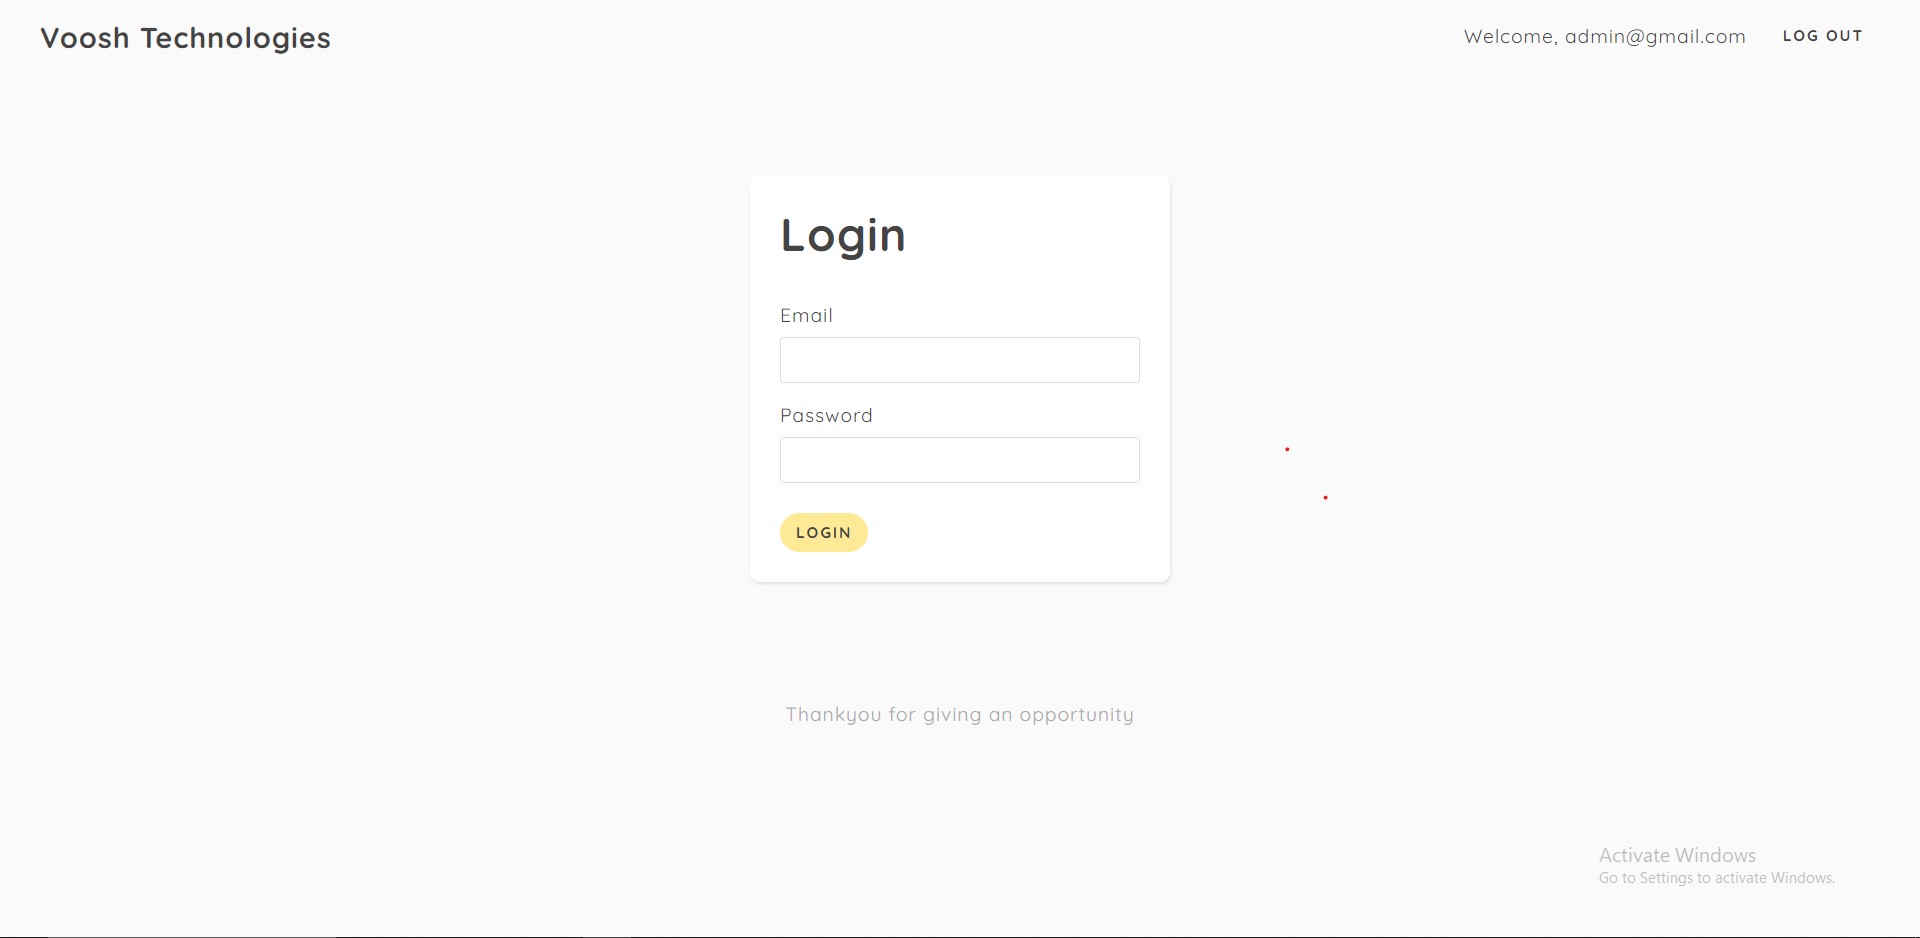 Voosh Technologies
Welcome, admin@gmail.com LOG OUT
Login
Email
Password
LOGIN
Thankyou for giving an opportunity
Activate Windows
Go to Settings to activate Windows.